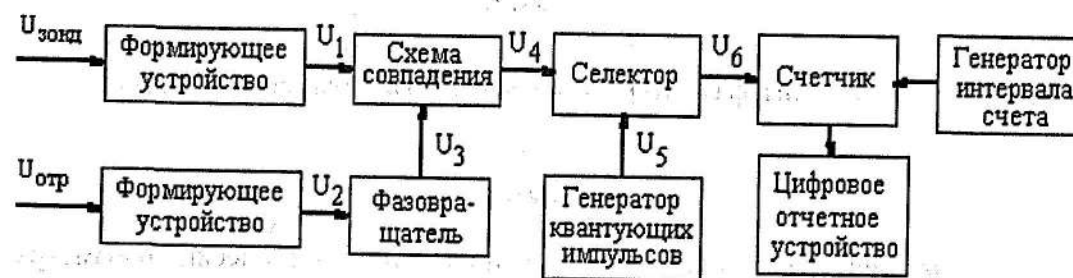 Uзонд
Формирующее
устройство
U1
Схема
совпадения
U4
Селектор
U6
Счетчик
Генератор
интервала
счета
U3
U5
Uотр
Формирующее
устройство
U2
Фазовра-
щатель
Генератор
квантующих
импульсов
Цифровое
отчетное
устройство